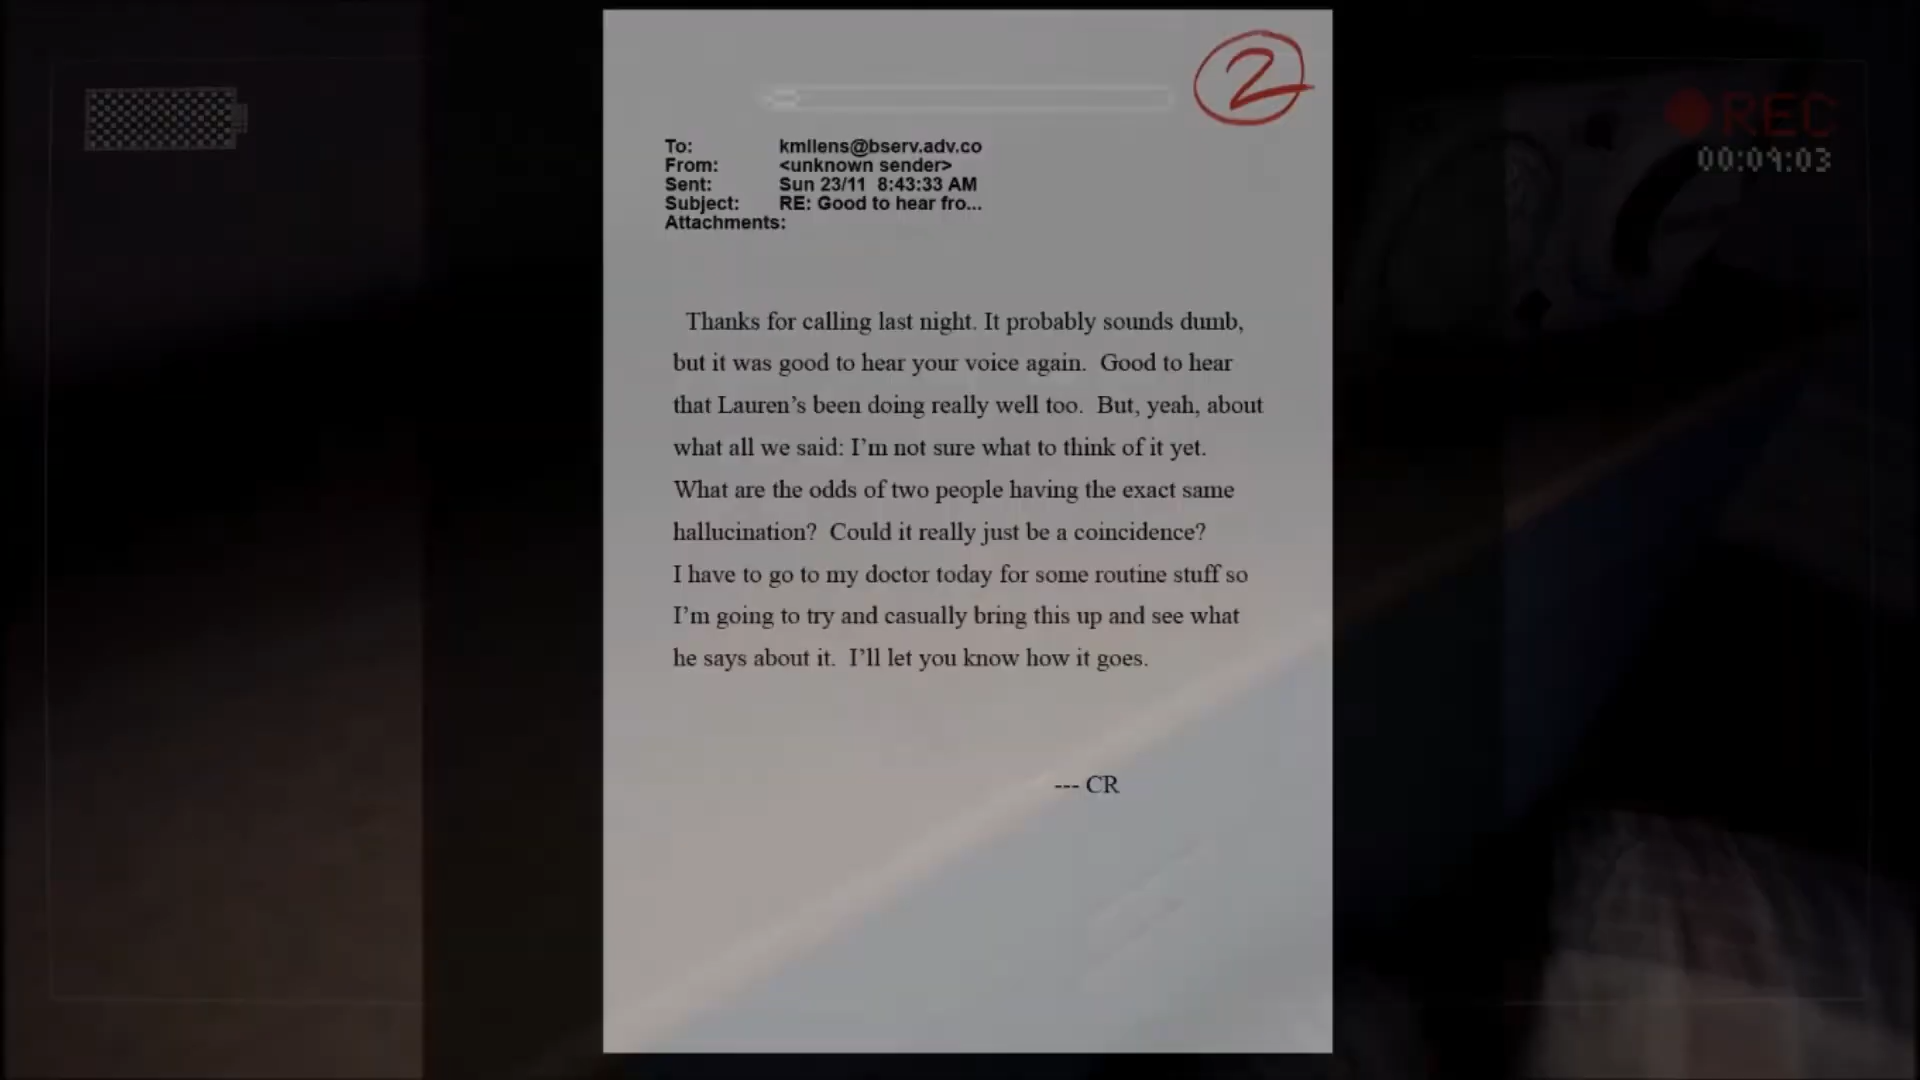 2
REC
00:09:03
To: kmllens@bserv.adv.co
From: <unknown sender>
Sent: Sun 23/11 8:43:33 AM
Subject: RE: Good to hear fro...
Attachments:
Thanks for calling last night. It probably sounds dumb,
but it was good to hear your voice again. Good to hear
that Lauren's been doing really well too. But, yeah, about
what all we said: I'm not sure what to think of it yet.
What are the odds of two people having the exact same
hallucination? Could it really just be a coincidence?
I have to go to my doctor today for some routine stuff so
I'm going to try and casually bring this up and see what
he says about it. I'll let you know how it goes.
--- CR